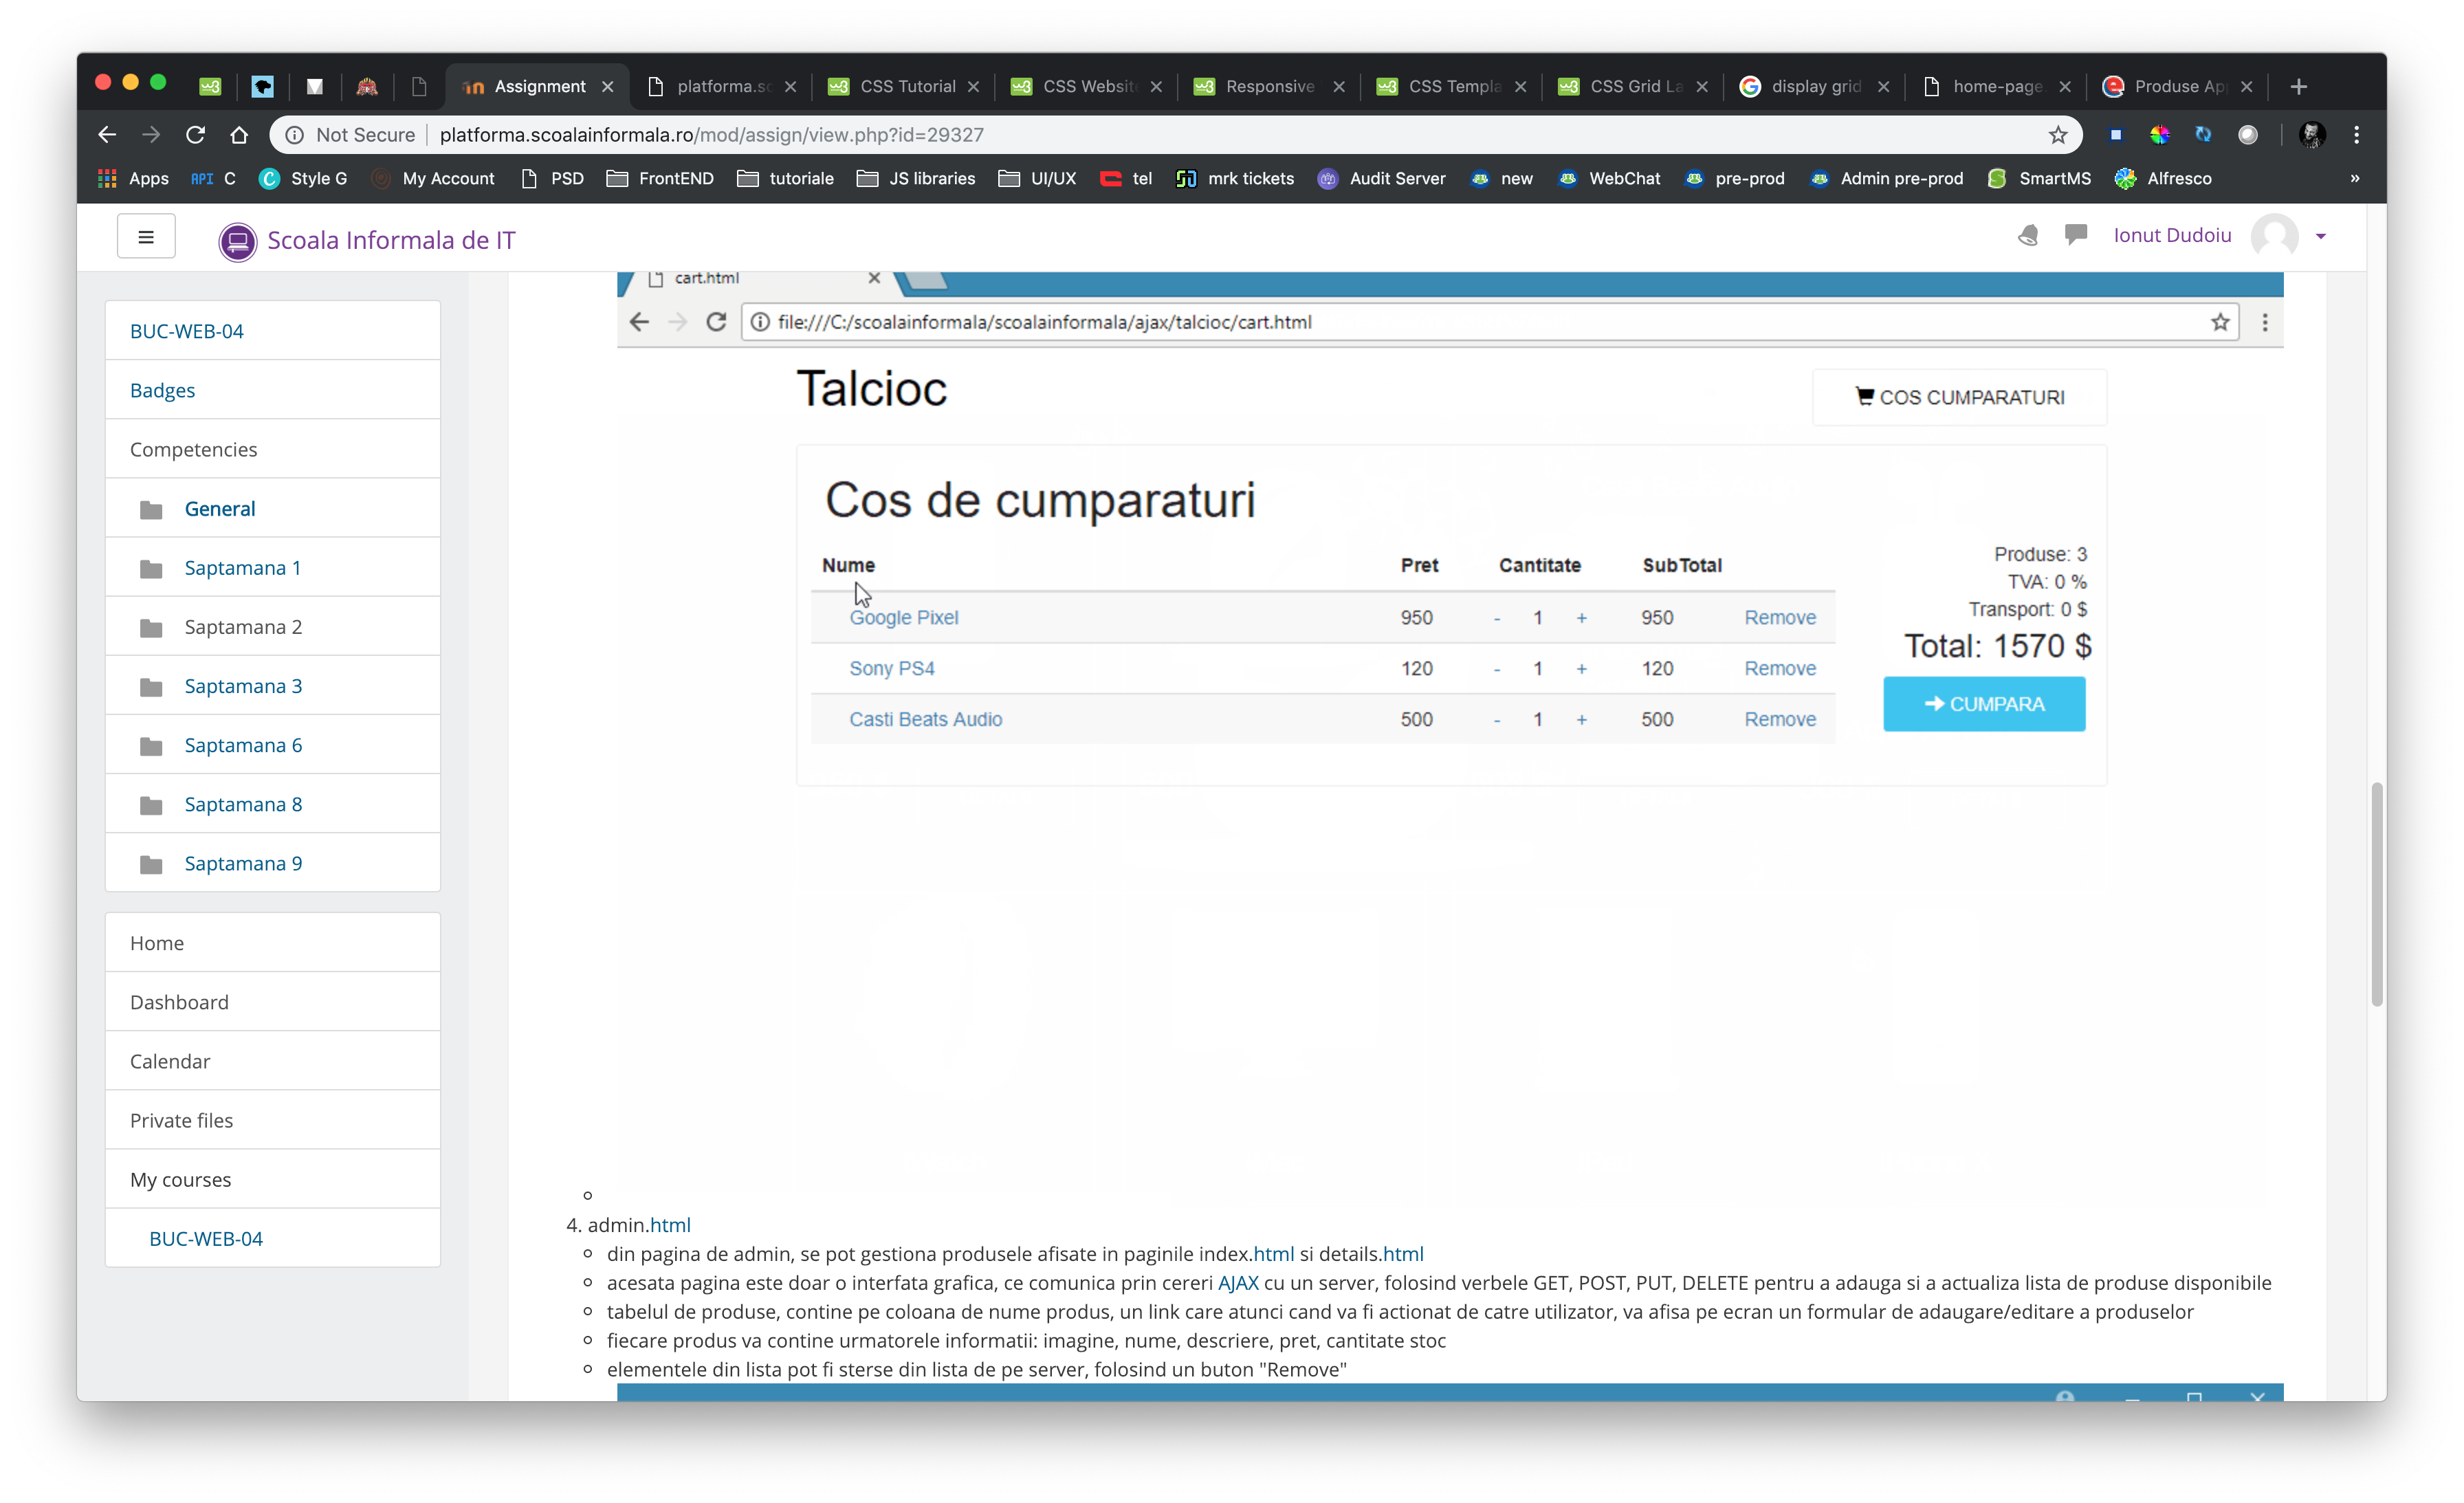 Assignment
platforma.sc
CSS Tutorial
CSS Website
Responsive
CSS Templa
CSS Grid La
display grid
home-page
Produse Ap
Not Secure platforma.scoalainformala.ro/mod/assign/view.php?id=29327
Apps API C Style G My Account PSD FrontEND tutoriale JS libraries UI/UX tel mrk tickets Audit Server new WebChat pre-prod Admin pre-prod SmartMS Alfresco »
Scoala Informala de IT
Ionut Dudoiu
BUC-WEB-04
Badges
Competencies
General
Saptamana 1
Saptamana 2
Saptamana 3
Saptamana 6
Saptamana 8
Saptamana 9
Home
Dashboard
Calendar
Private files
My courses
BUC-WEB-04
cart.html
file:///C:/scoalainformala/scoalainformala/ajax/talcioc/cart.html
Talcioc
COS CUMPARATURI
Cos de cumparaturi
Nume Pret Cantitate SubTotal
Google Pixel 950 - 1 + 950 Remove
Sony PS4 120 - 1 + 120 Remove
Casti Beats Audio 500 - 1 + 500 Remove
Produse: 3
TVA: 0 %
Transport: 0 $
Total: 1570 $
CUMPARA
4. admin.html
din pagina de admin, se pot gestiona produsele afisate in paginile index.html si details.html
acesata pagina este doar o interfata grafica, ce comunica prin cereri AJAX cu un server, folosind verbele GET, POST, PUT, DELETE pentru a adauga si a actualiza lista de produse disponibile
tabelul de produse, contine pe coloana de nume produs, un link care atunci cand va fi actionat de catre utilizator, va afisa pe ecran un formular de adaugare/editare a produselor
fiecare produs va contine urmatorele informatii: imagine, nume, descriere, pret, cantitate stoc
elementele din lista pot fi sterse din lista de pe server, folosind un buton "Remove"